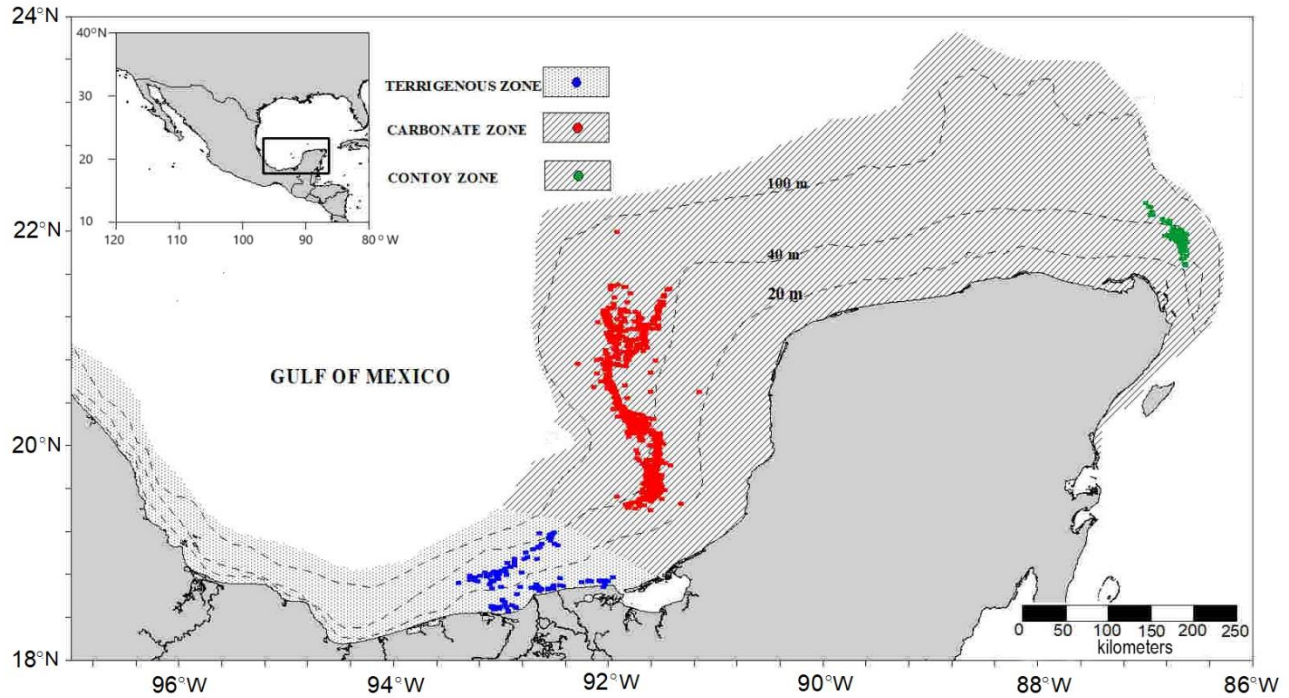 24°N
22°N
20°N
18°N
96°W
94°W
92°W
90°W
88°W
86°W
40°N
30
20
10
120
110
100
90
80° W
TERRIGENOUS ZONE
CARBONATE ZONE
CONTOY ZONE
GULF OF MEXICO
100 m
40 m
20 m
0
50
100
150
200
250
kilometers